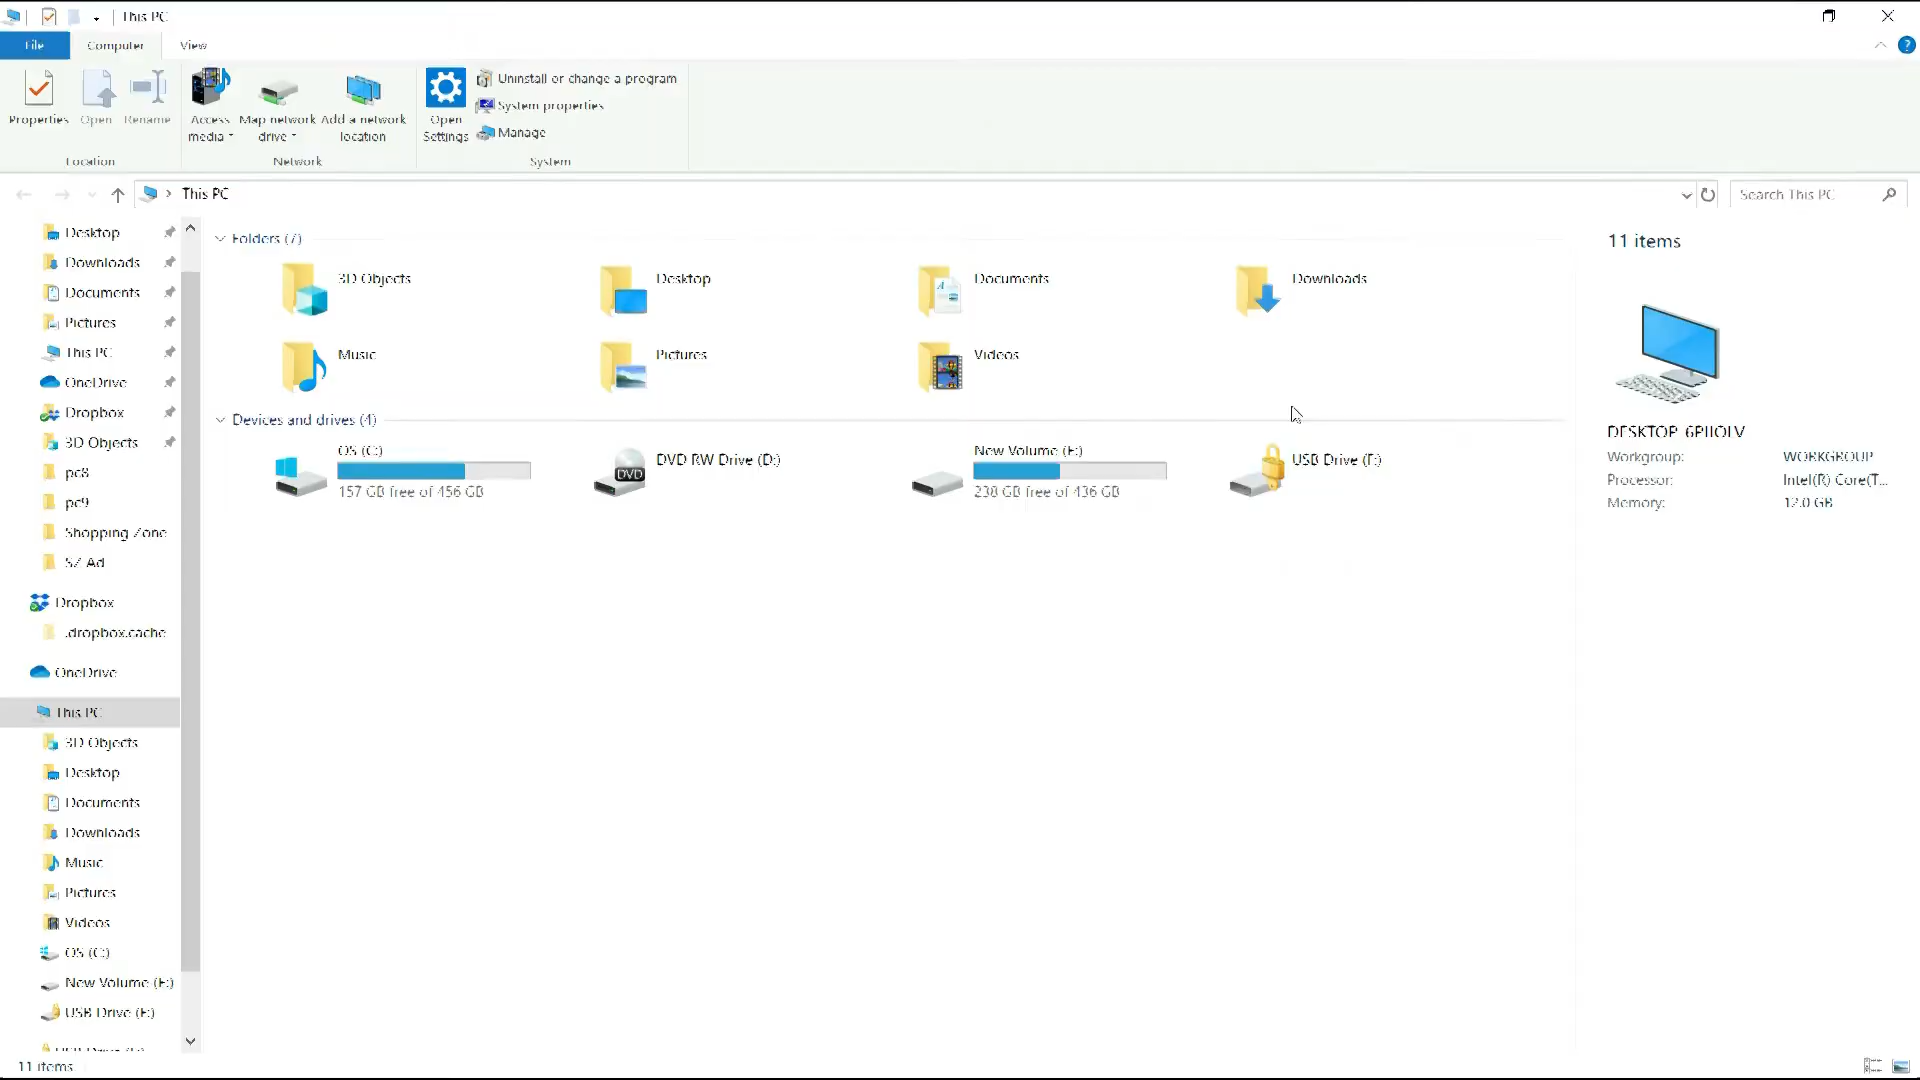 This PC
File
Computer
View
Properties
Open
Rename
Location
Access media
Map network drive
Add a network location
Network
Open Settings
Uninstall or change a program
System properties
Manage
System
This PC
Search This PC
Desktop
Downloads
Documents
Pictures
This PC
OneDrive
Dropbox
3D Objects
pc8
pc9
Shopping Zone
SZ Ad
Dropbox
.dropbox.cache
OneDrive
This PC
3D Objects
Desktop
Documents
Downloads
Music
Pictures
Videos
OS (C:)
New Volume (E:)
USB Drive (F:)
Folders (7)
3D Objects
Desktop
Documents
Downloads
Music
Pictures
Videos
Devices and drives (4)
OS (C:)
157 GB free of 456 GB
DVD
DVD RW Drive (D:)
New Volume (E:)
238 GB free of 436 GB
USB Drive (F:)
11 items
Workgroup: WORKGROUP
Processor: Intel(R) Core(T...
Memory: 12.0 GB
11 items